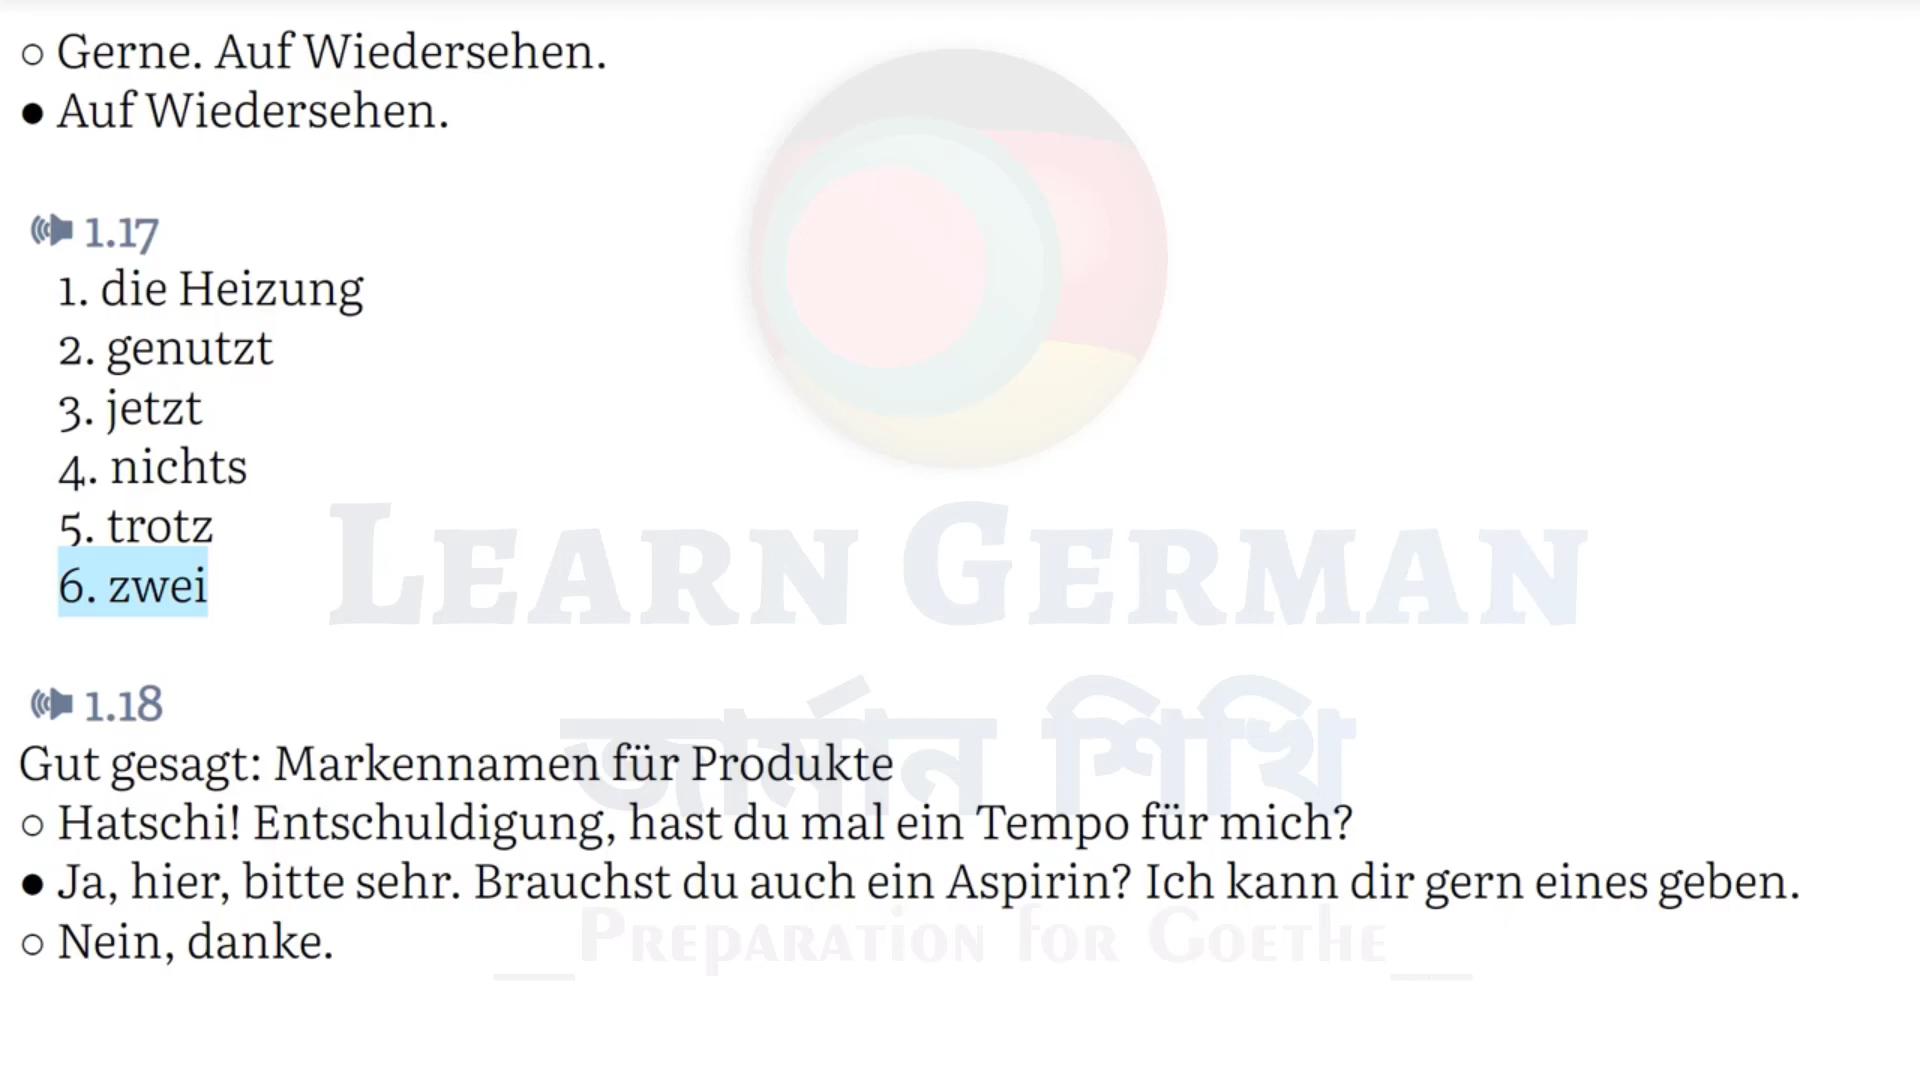 ○ Gerne. Auf Wiedersehen.
● Auf Wiedersehen.
1.17
1. die Heizung
2. genutzt
3. jetzt
4. nichts
5. trotz
6. zwei
LEARN GERMAN
1.18
জার্মান শিখি
Gut gesagt: Markennamen für Produkte
○ Hatschi! Entschuldigung, hast du mal ein Tempo für mich?
● Ja, hier, bitte sehr. Brauchst du auch ein Aspirin? Ich kann dir gern eines geben.
○ Nein, danke.
__Preparation for Goethe__